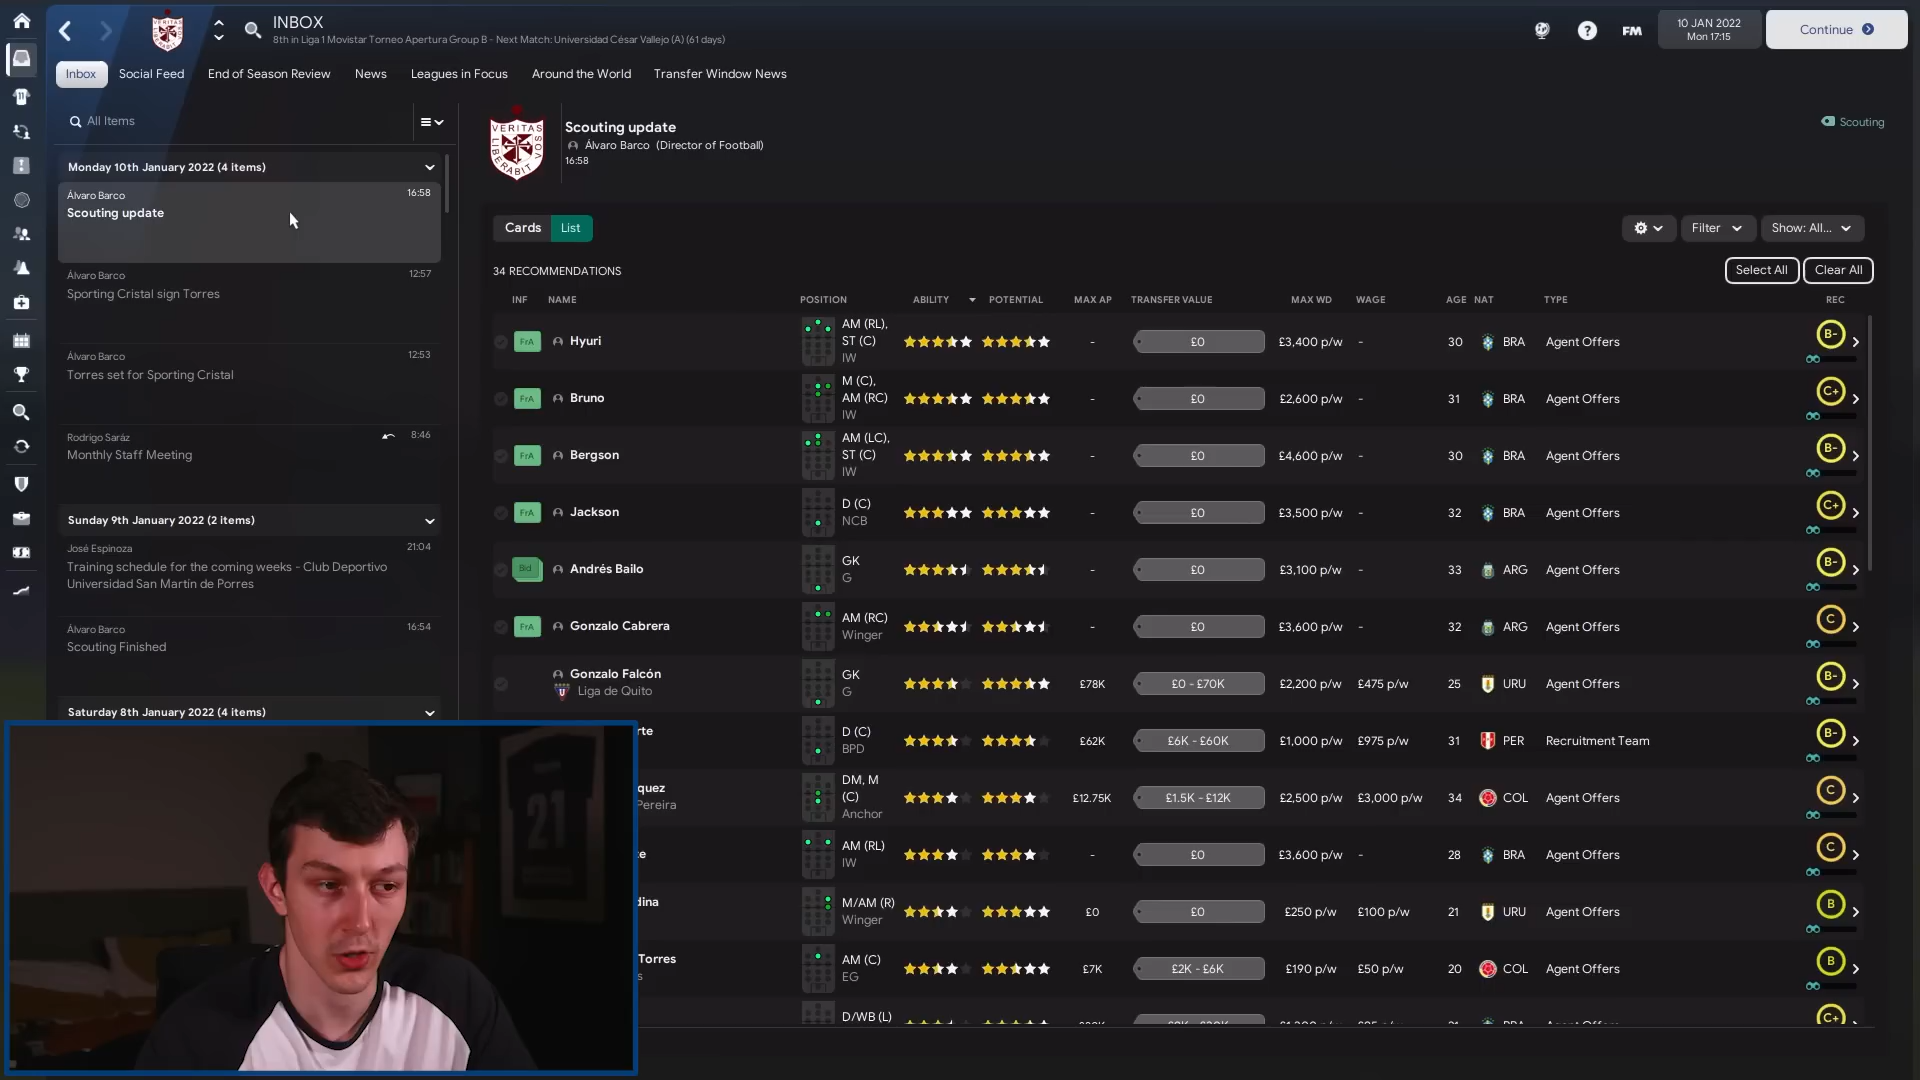 INBOX
8th in Liga 1 Movistar Torneo Apertura Group B - Next Match: Universidad César Vallejo (A) (61 days)
FM
10 JAN 2022
Mon 17:15
Continue
Inbox Social Feed End of Season Review News Leagues in Focus Around the World Transfer Window News
All Items
Monday 10th January 2022 (4 items)
Álvaro Barco 16:58
Scouting update
Álvaro Barco 12:57
Sporting Cristal sign Torres
Álvaro Barco 12:53
Torres set for Sporting Cristal
Rodrigo Saráz 8:46
Monthly Staff Meeting
Sunday 9th January 2022 (2 items)
José Espinoza 21:04
Training schedule for the coming weeks - Club Deportivo
Universidad San Martín de Porres
Álvaro Barco 16:54
Scouting Finished
Saturday 8th January 2022 (4 items)
VERITAS
LIBERABIT
VOS
Scouting update
Álvaro Barco (Director of Football)
16:58
Scouting
Cards List
Filter Show: All...
34 RECOMMENDATIONS
Select All Clear All
INF NAME POSITION ABILITY POTENTIAL MAX AP TRANSFER VALUE MAX WD WAGE AGE NAT TYPE REC
FrA Hyuri AM (RL), ST (C) IW - £0 £3,400 p/w - 30 BRA Agent Offers B-
FrA Bruno M (C), AM (RC) IW - £0 £2,600 p/w - 31 BRA Agent Offers C+
FrA Bergson AM (LC), ST (C) IW - £0 £4,600 p/w - 30 BRA Agent Offers B-
FrA Jackson D (C) NCB - £0 £3,500 p/w - 32 BRA Agent Offers C+
Bid Andrés Bailo GK G - £0 £3,100 p/w - 33 ARG Agent Offers B-
FrA Gonzalo Cabrera AM (RC) Winger - £0 £3,600 p/w - 32 ARG Agent Offers C
Gonzalo Falcón Liga de Quito GK G £78K £0 - £70K £2,200 p/w £475 p/w 25 URU Agent Offers B-
rte D (C) BPD £62K £6K - £60K £1,000 p/w £975 p/w 31 PER Recruitment Team B-
quez Pereira DM, M (C) Anchor £12.75K £1.5K - £12K £2,500 p/w £3,000 p/w 34 COL Agent Offers C
te AM (RL) IW - £0 £3,600 p/w - 28 BRA Agent Offers C
dina M/AM (R) Winger £0 £0 £250 p/w £100 p/w 21 URU Agent Offers B
Torres s AM (C) EG £7K £2K - £6K £190 p/w £50 p/w 20 COL Agent Offers B
D/WB (L) C+
21